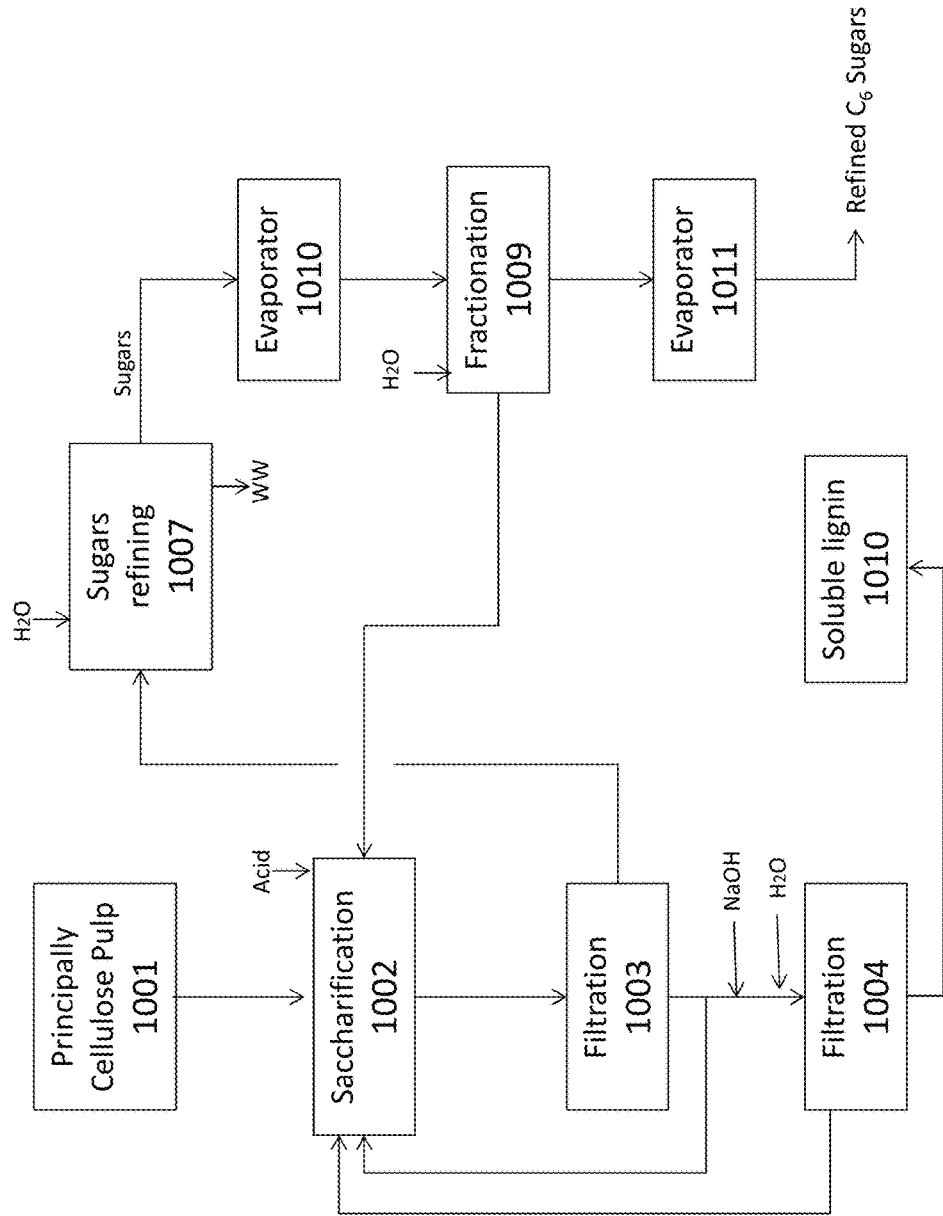 Principally
Cellulose Pulp
1001
Acid
Saccharification
1002
Filtration
1003
NaOH
H2O
Filtration
1004
Soluble lignin
1010
H2O
Sugars
refining
1007
WW
Sugars
Evaporator
1010
H2O
Fractionation
1009
Evaporator
1011
Refined C6 Sugars